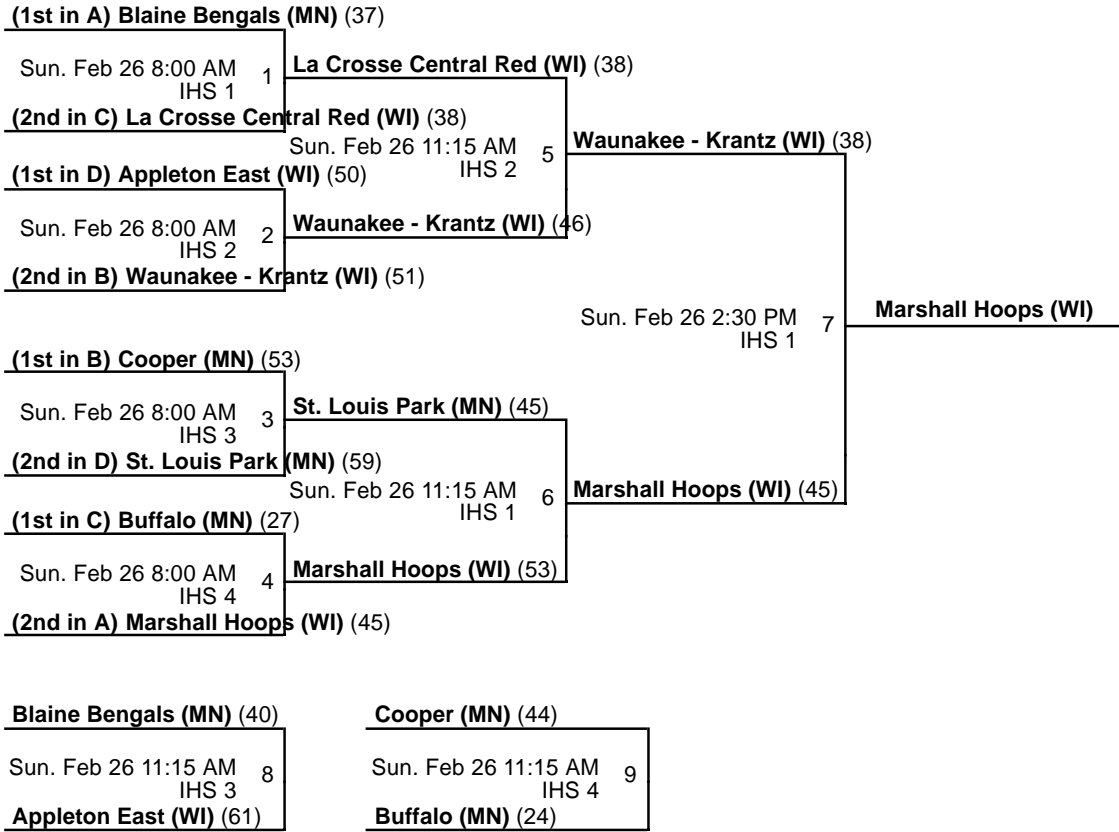 (1st in A) Blaine Bengals (MN) (37)
Sun. Feb 26 8:00 AM 1
IHS 1
(2nd in C) La Crosse Central Red (WI) (38)
La Crosse Central Red (WI) (38)
Sun. Feb 26 11:15 AM 5
IHS 2
Waunakee - Krantz (WI) (38)
(1st in D) Appleton East (WI) (50)
Sun. Feb 26 8:00 AM 2
IHS 2
Waunakee - Krantz (WI) (46)
(2nd in B) Waunakee - Krantz (WI) (51)
Sun. Feb 26 2:30 PM 7
IHS 1
Marshall Hoops (WI)
(1st in B) Cooper (MN) (53)
Sun. Feb 26 8:00 AM 3
IHS 3
St. Louis Park (MN) (45)
(2nd in D) St. Louis Park (MN) (59)
Sun. Feb 26 11:15 AM 6
IHS 1
Marshall Hoops (WI) (45)
(1st in C) Buffalo (MN) (27)
Sun. Feb 26 8:00 AM 4
IHS 4
Marshall Hoops (WI) (53)
(2nd in A) Marshall Hoops (WI) (45)
Blaine Bengals (MN) (40)
Sun. Feb 26 11:15 AM 8
IHS 3
Appleton East (WI) (61)
Cooper (MN) (44)
Sun. Feb 26 11:15 AM 9
IHS 4
Buffalo (MN) (24)